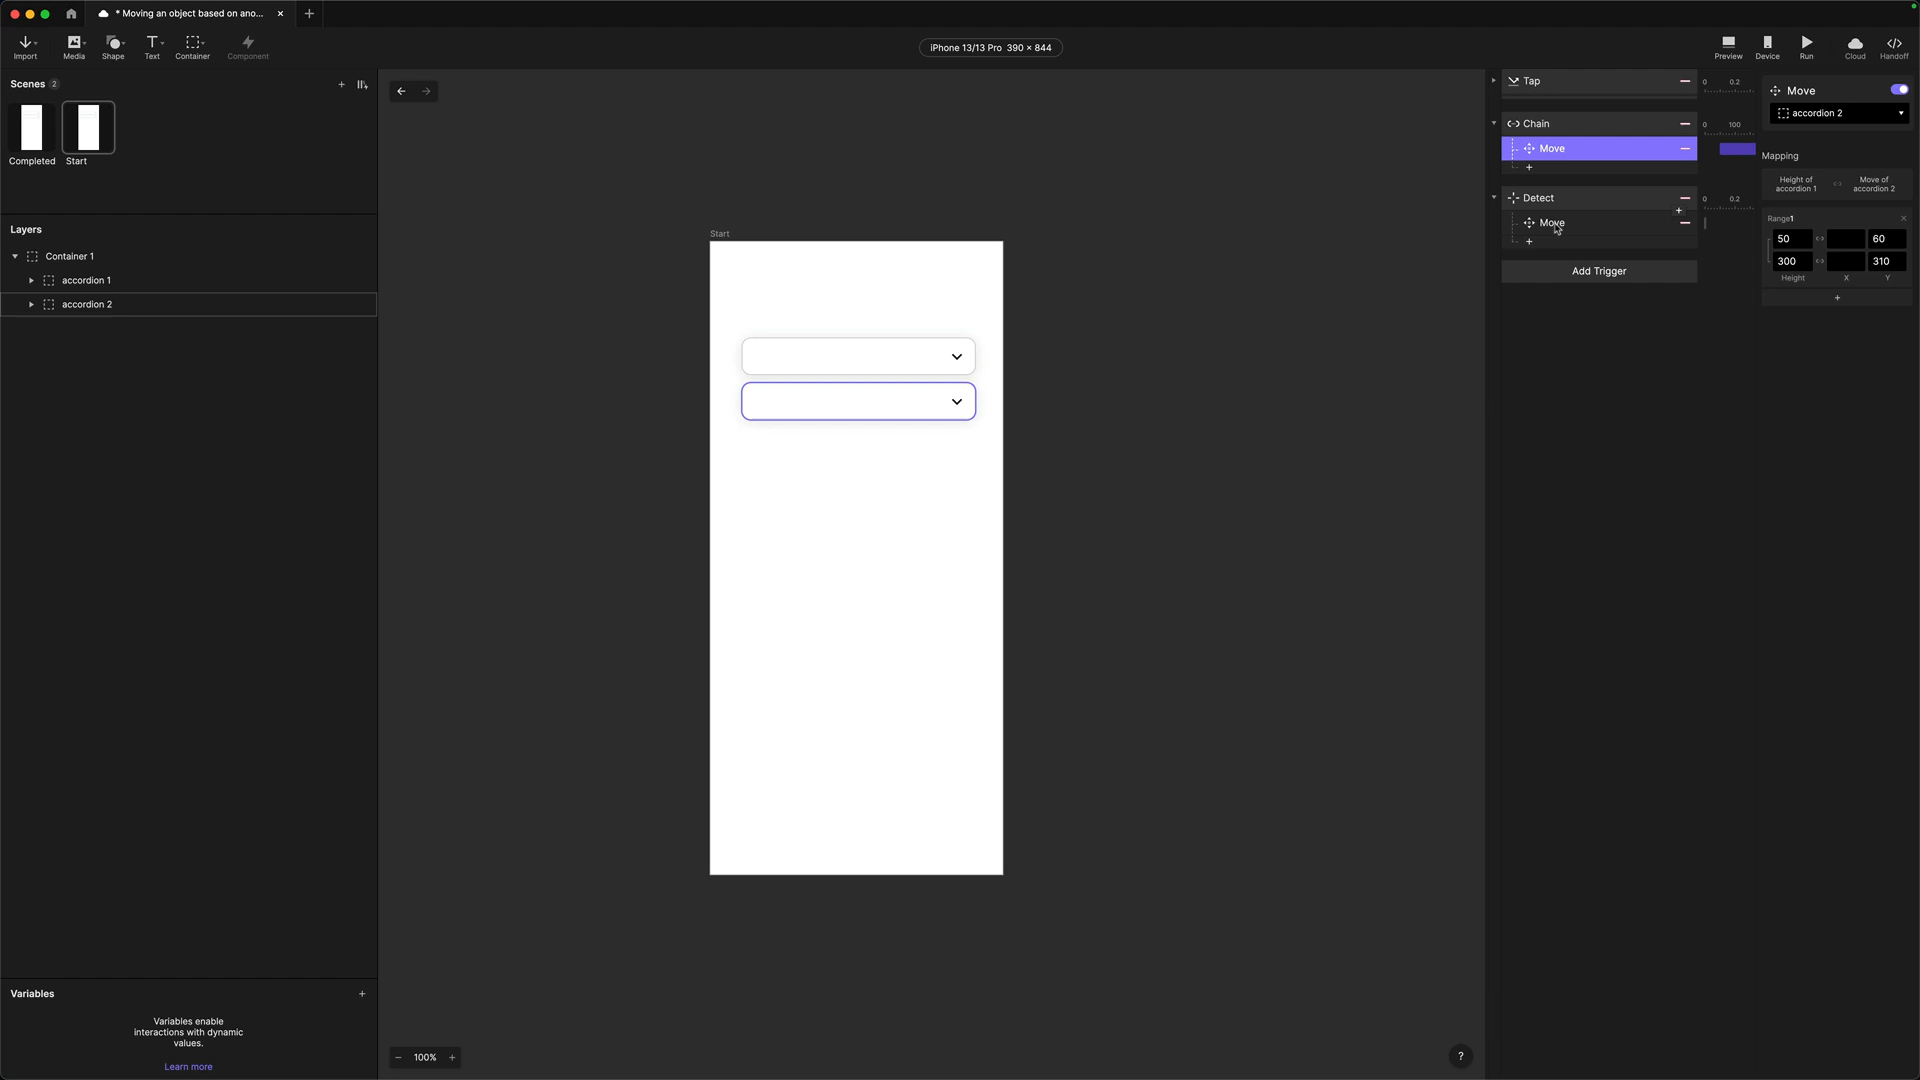 * Moving an object based on ano...
Import
Media
Shape
Text
Container
Component
iPhone 13/13 Pro 390 × 844
Preview
Device
Run
Cloud
Handoff
Scenes 2
Completed
Start
Layers
Container 1
accordion 1
accordion 2
Variables
Variables enable
interactions with dynamic
values.
Learn more
Start
100%
?
Tap
0 0.2
Chain
0 100
Move
Detect
0 0.2
Move
Add Trigger
Move
accordion 2
Mapping
Height of
accordion 1
Move of
accordion 2
Range1
50 60
300 310
Height X Y